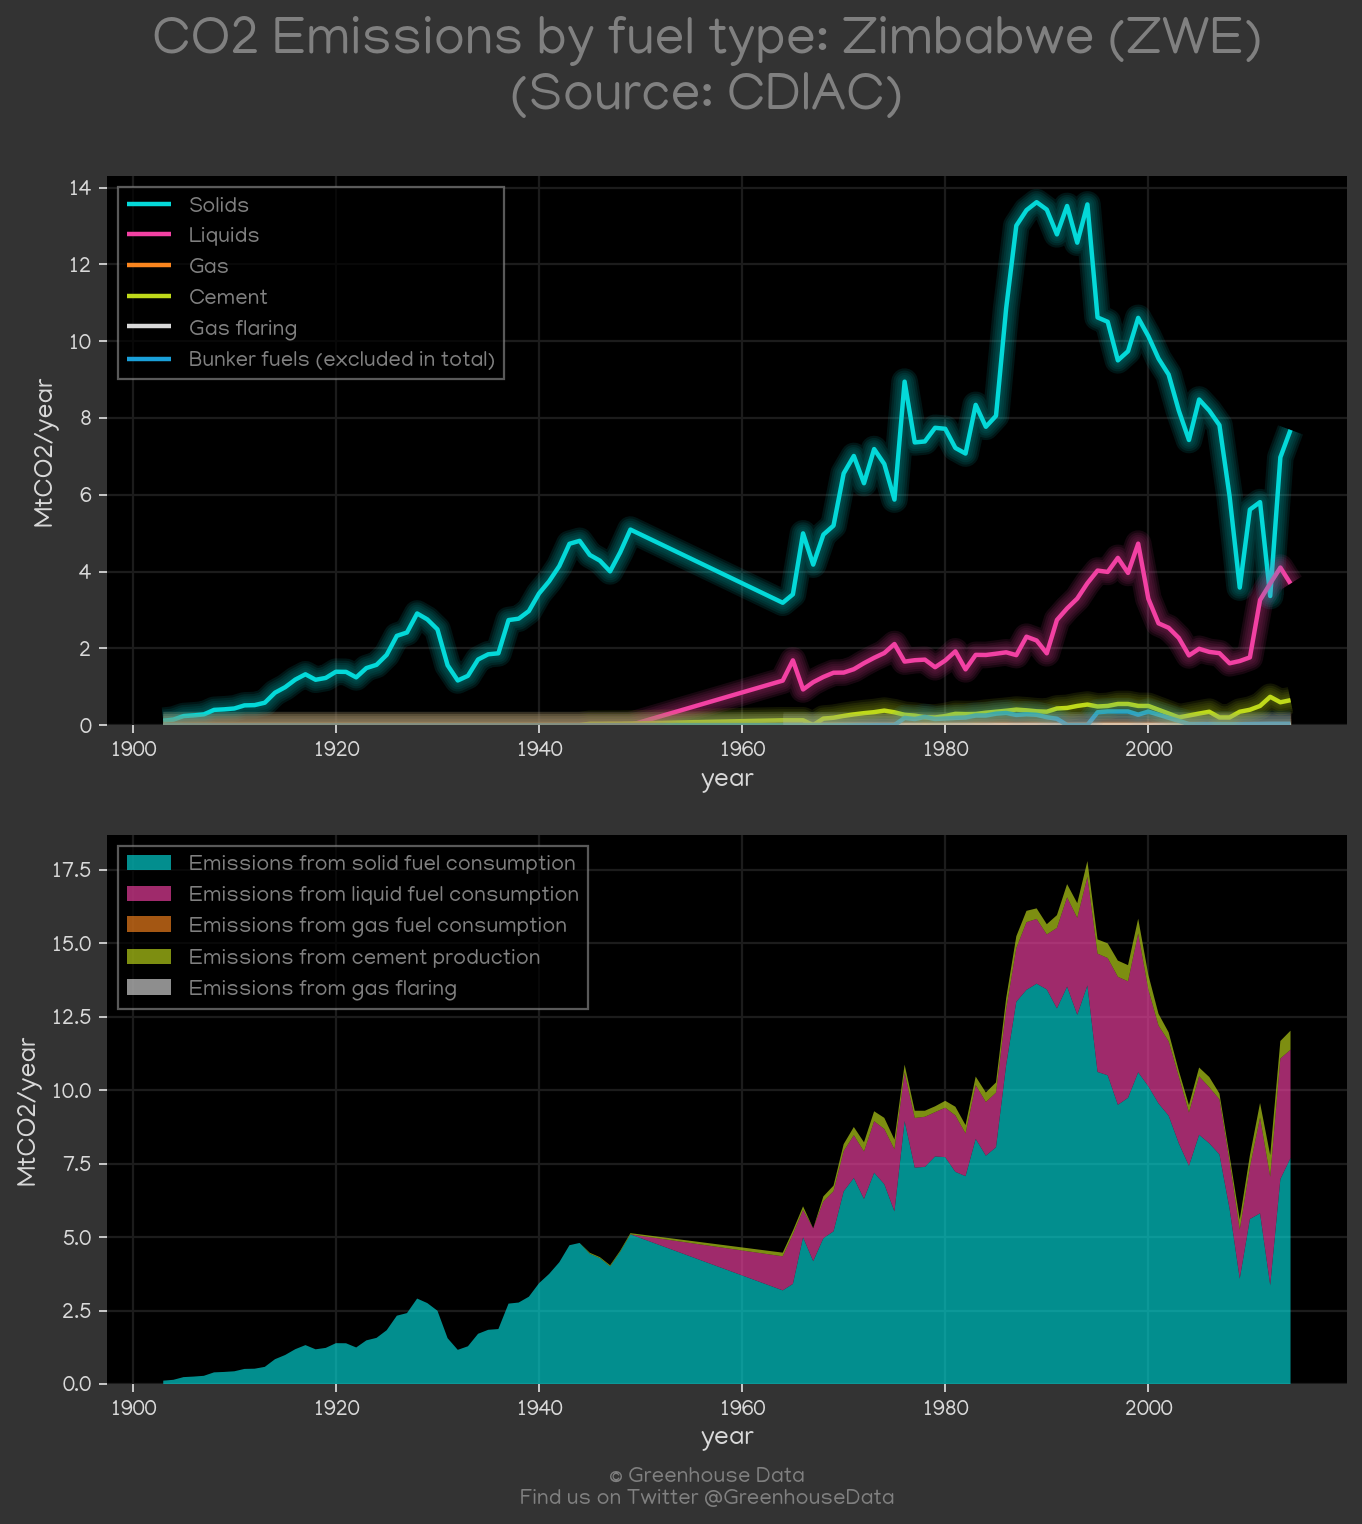 CO2 Emissions by fuel type: Zimbabwe (ZWE)
(Source: CDIAC)
14
12
10
8
6
4
2
0
MtCO2/year
Solids
Liquids
Gas
Cement
Gas flaring
Bunker fuels (excluded in total)
1900 1920 1940 1960 1980 2000
year
17.5
15.0
12.5
10.0
7.5
5.0
2.5
0.0
MtCO2/year
Emissions from solid fuel consumption
Emissions from liquid fuel consumption
Emissions from gas fuel consumption
Emissions from cement production
Emissions from gas flaring
1900 1920 1940 1960 1980 2000
year
© Greenhouse Data
Find us on Twitter @GreenhouseData